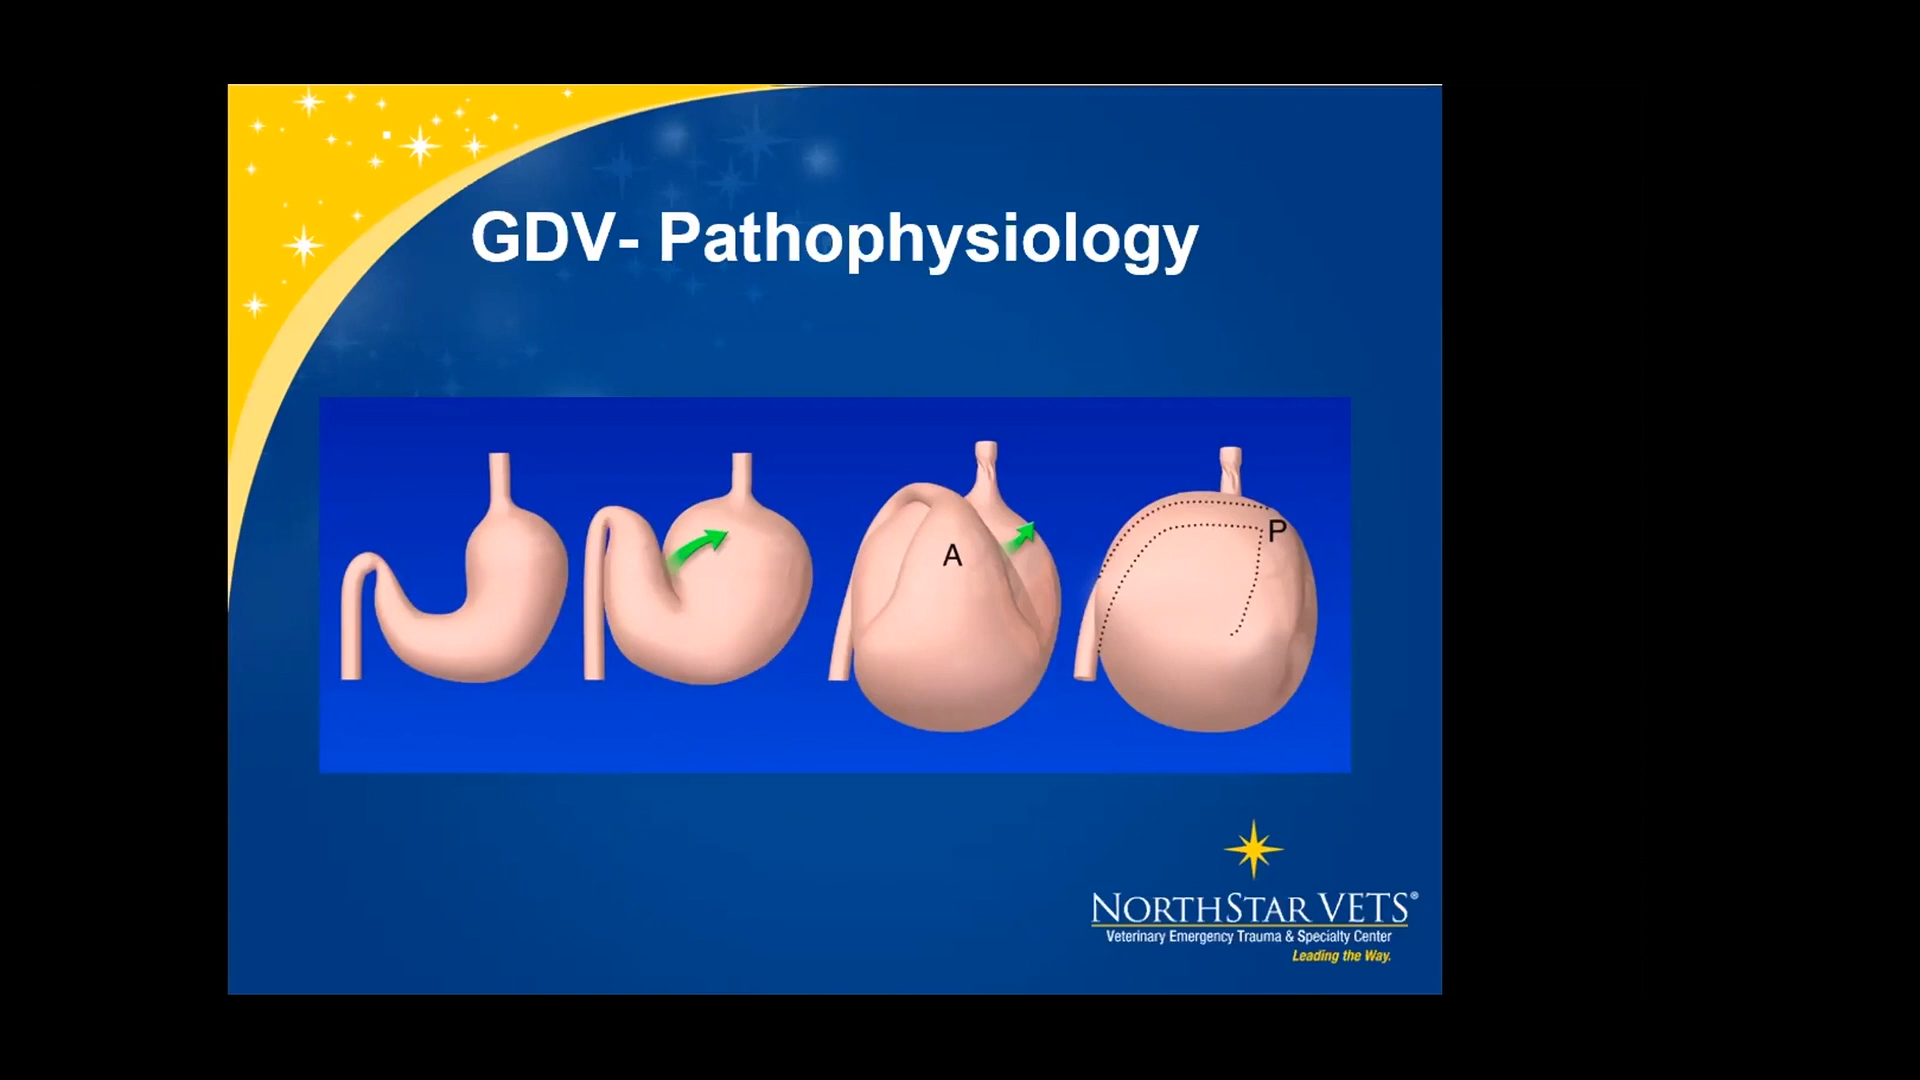 GDV- Pathophysiology
A
P
NORTHSTAR VETS®
Veterinary Emergency Trauma & Specialty Center
Leading the Way.